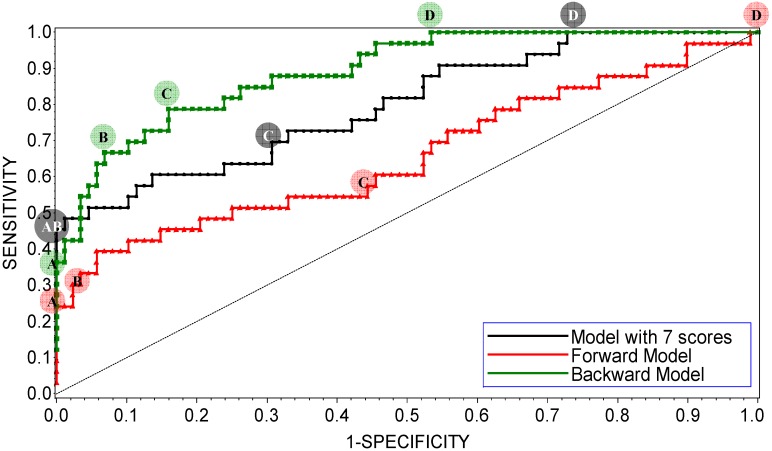 D D D
1.0
0.9
C
0.8
B
0.7
C
0.6
C
0.5
AB
0.4
A
0.3
B
A
0.2
0.1
0.0
SENSITIVITY
Model with 7 scores
Forward Model
Backward Model
0.0 0.1 0.2 0.3 0.4 0.5 0.6 0.7 0.8 0.9 1.0
1-SPECIFICITY